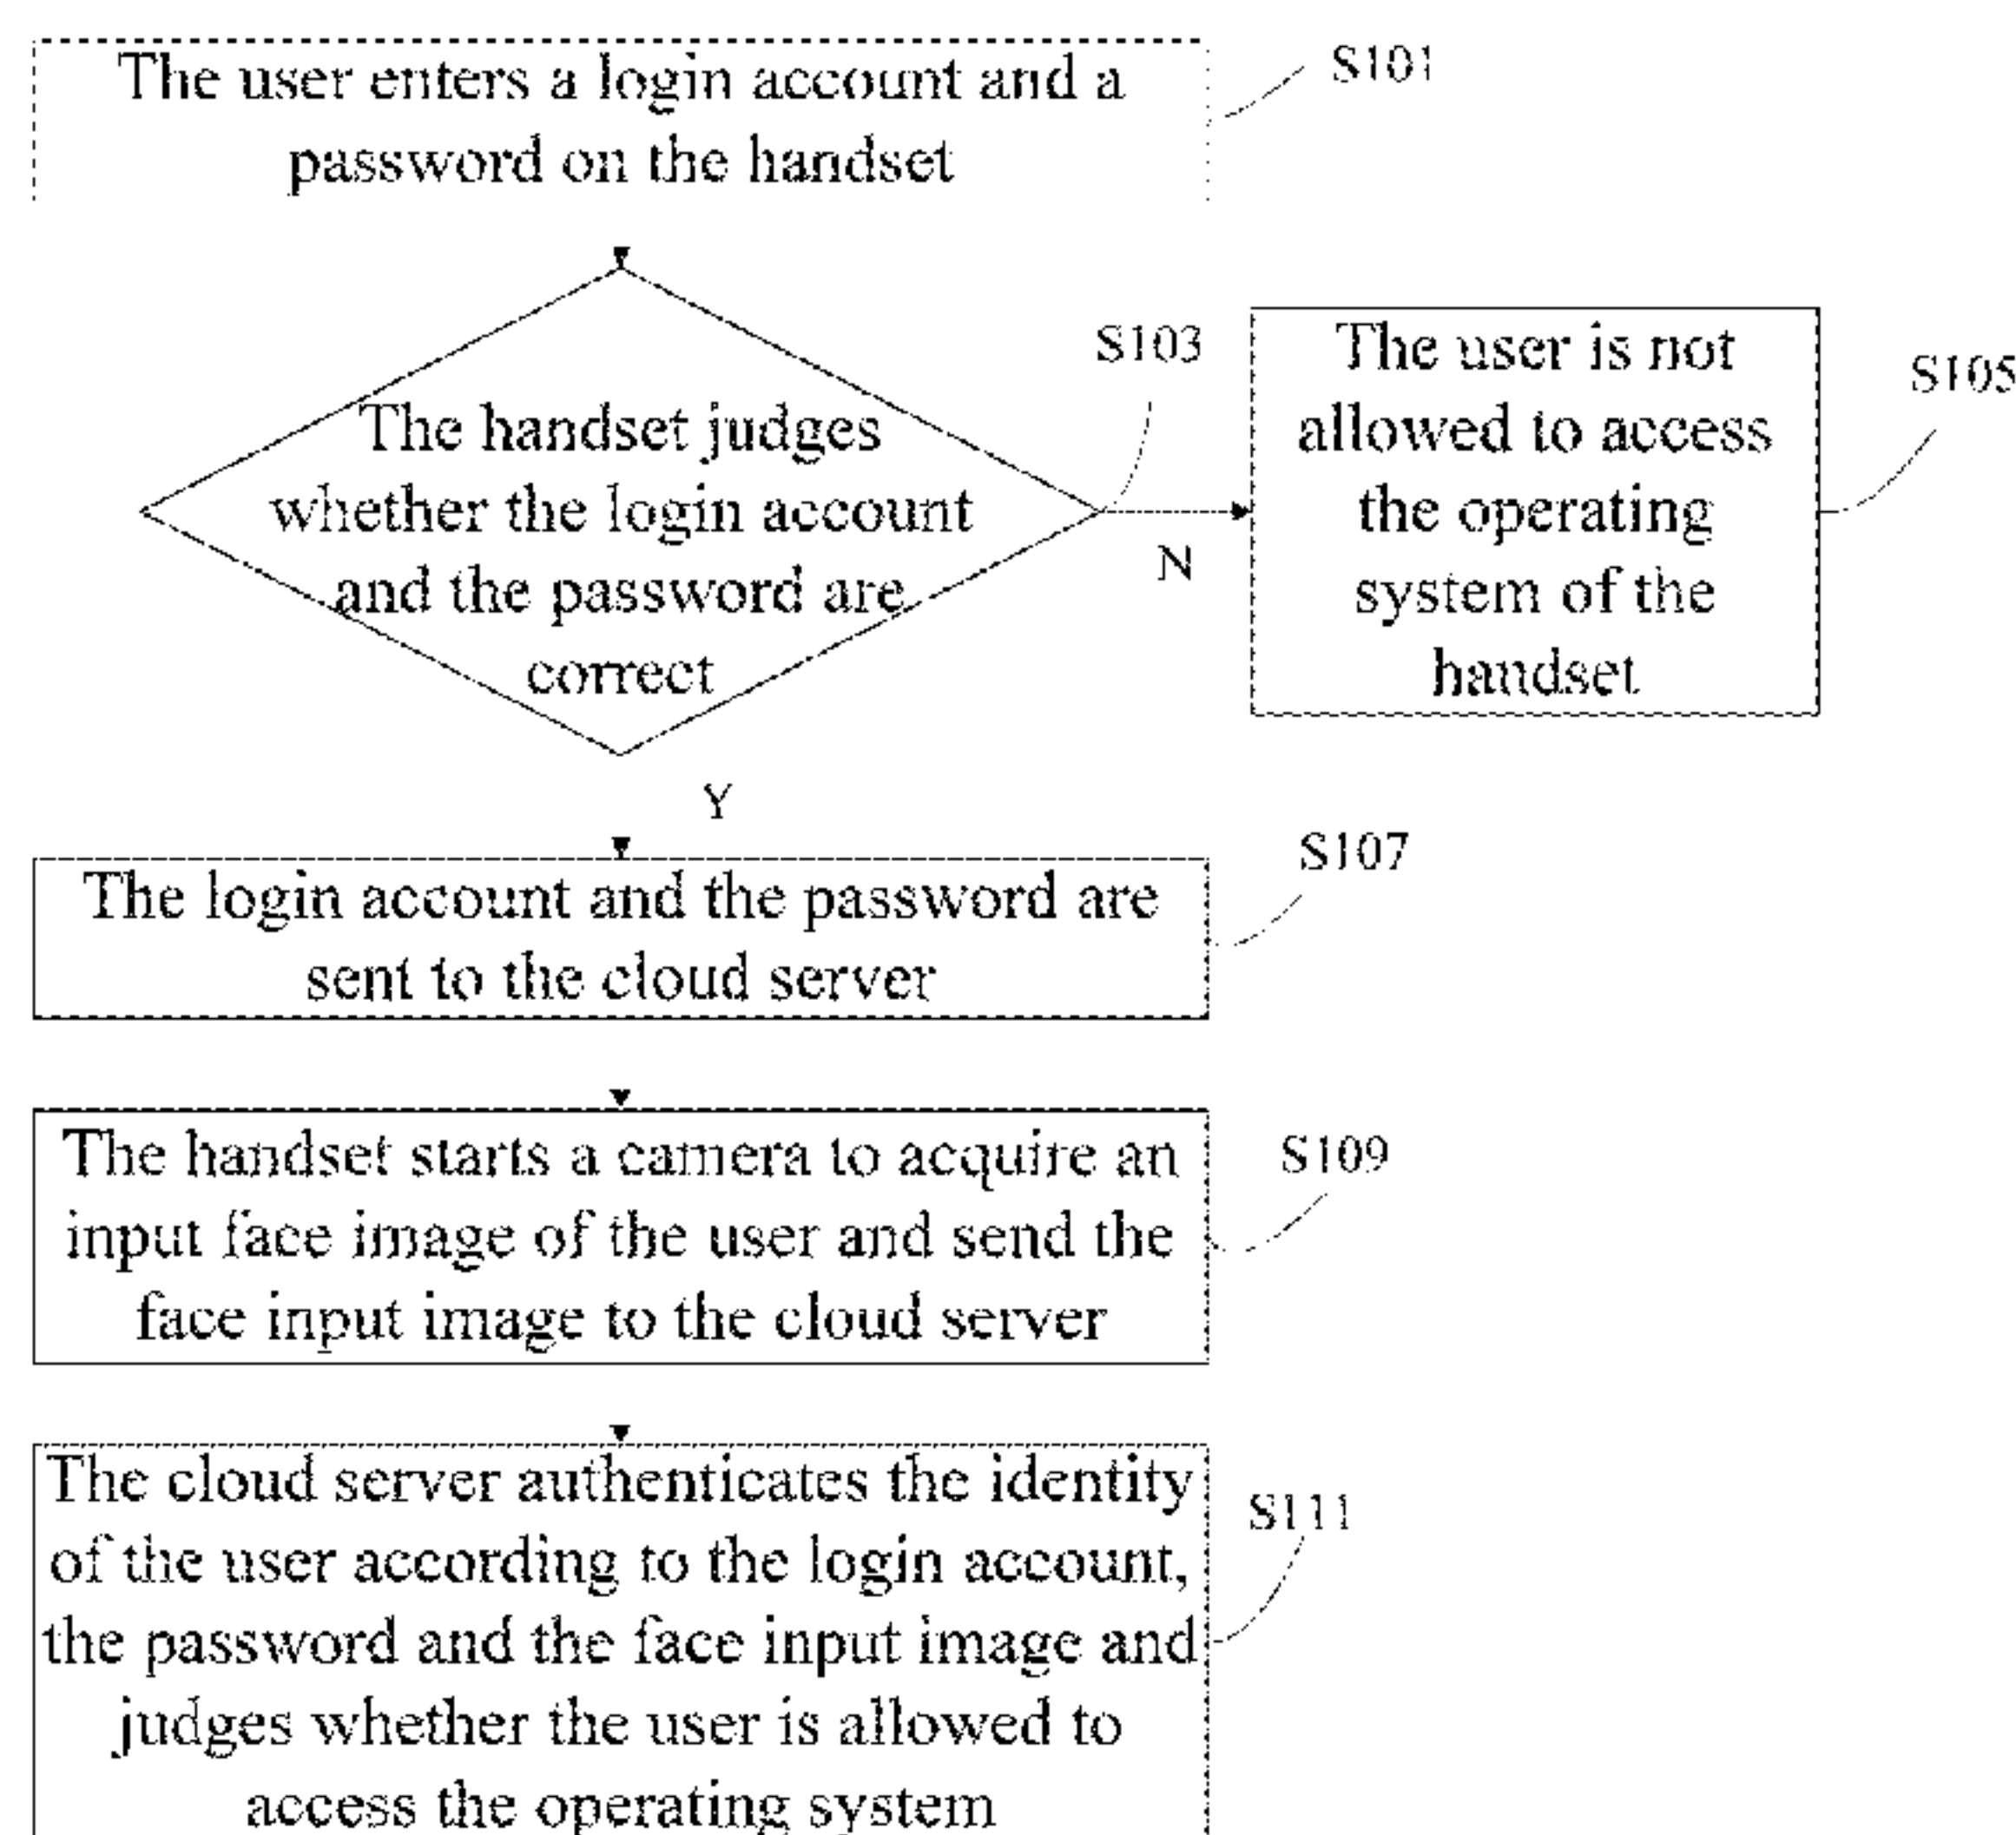 The user enters a login account and a
password on the handset
S101
The handset judges
whether the login account
and the password are
correct
S103
N
The user is not
allowed to access
the operating
system of the
handset
S105
Y
The login account and the password are
sent to the cloud server
S107
The handset starts a camera to acquire an
input face image of the user and send the
face input image to the cloud server
S109
The cloud server authenticates the identity
of the user according to the login account,
the password and the face input image and
judges whether the user is allowed to
access the operating system
S111